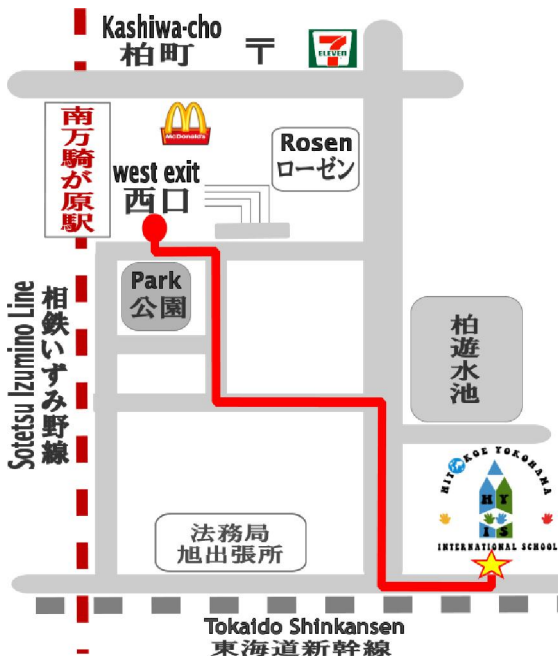 Kashiwa-cho
柏町
〒
7
ELEVEN
南万騎が原駅
McDonald's
Rosen
ローゼン
west exit
西口
Park
公園
Sotetsu Izumino Line
相鉄いずみ野線
柏遊水池
HITOKOE YOKOHAMA
HY
IS
INTERNATIONAL SCHOOL
法務局
旭出張所
Tokaido Shinkansen
東海道新幹線